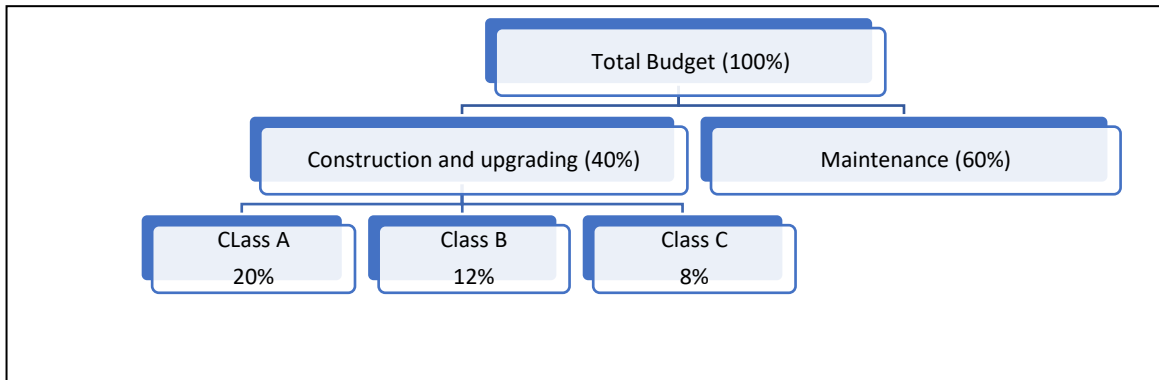 Total Budget (100%)
Construction and upgrading (40%)
Maintenance (60%)
CLass A
20%
Class B
12%
Class C
8%